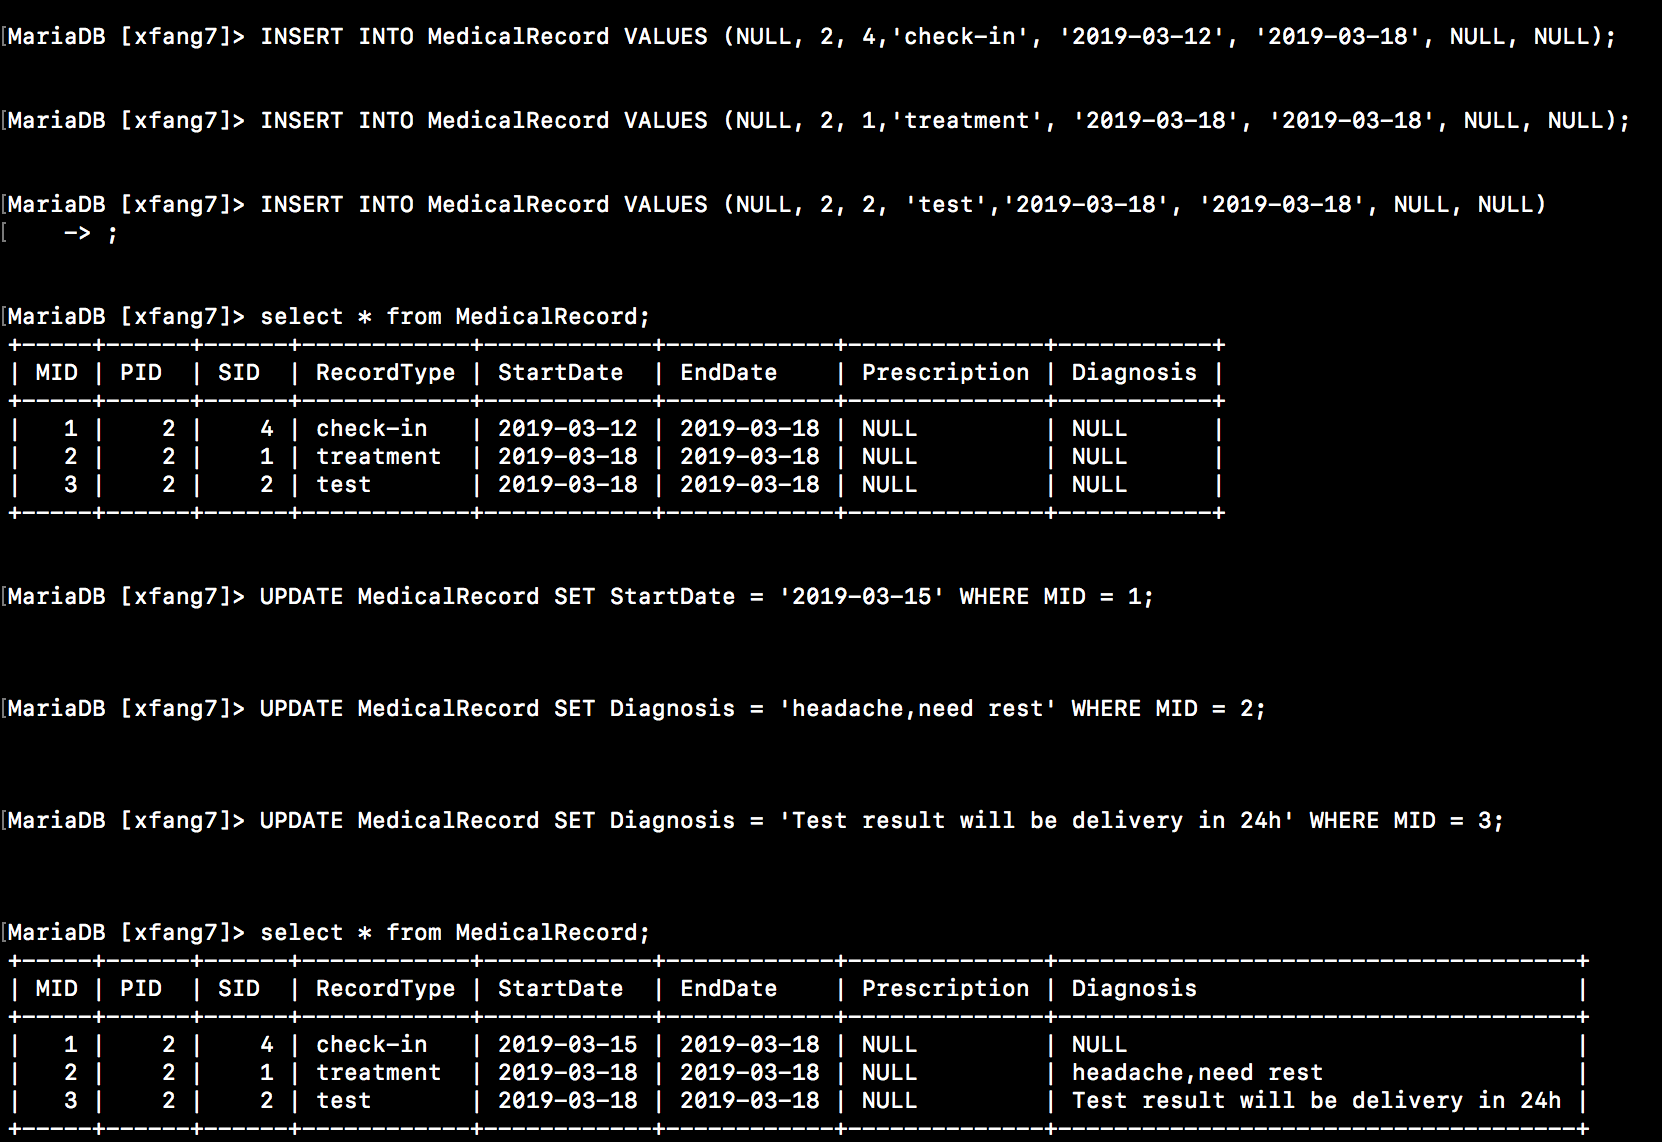 [MariaDB [xfang7]> INSERT INTO MedicalRecord VALUES (NULL, 2, 4,'check-in', '2019-03-12', '2019-03-18', NULL, NULL);
[MariaDB [xfang7]> INSERT INTO MedicalRecord VALUES (NULL, 2, 1,'treatment', '2019-03-18', '2019-03-18', NULL, NULL);
[MariaDB [xfang7]> INSERT INTO MedicalRecord VALUES (NULL, 2, 2, 'test','2019-03-18', '2019-03-18', NULL, NULL)
[    -> ;
[MariaDB [xfang7]> select * from MedicalRecord;
+-----+------+------+------------+------------+------------+--------------+-----------+
| MID | PID  | SID  | RecordType | StartDate  | EndDate    | Prescription | Diagnosis |
+-----+------+------+------------+------------+------------+--------------+-----------+
|   1 |    2 |    4 | check-in   | 2019-03-12 | 2019-03-18 | NULL         | NULL      |
|   2 |    2 |    1 | treatment  | 2019-03-18 | 2019-03-18 | NULL         | NULL      |
|   3 |    2 |    2 | test       | 2019-03-18 | 2019-03-18 | NULL         | NULL      |
+-----+------+------+------------+------------+------------+--------------+-----------+
[MariaDB [xfang7]> UPDATE MedicalRecord SET StartDate = '2019-03-15' WHERE MID = 1;
[MariaDB [xfang7]> UPDATE MedicalRecord SET Diagnosis = 'headache,need rest' WHERE MID = 2;
[MariaDB [xfang7]> UPDATE MedicalRecord SET Diagnosis = 'Test result will be delivery in 24h' WHERE MID = 3;
[MariaDB [xfang7]> select * from MedicalRecord;
+-----+------+------+------------+------------+------------+--------------+-------------------------------------+
| MID | PID  | SID  | RecordType | StartDate  | EndDate    | Prescription | Diagnosis                           |
+-----+------+------+------------+------------+------------+--------------+-------------------------------------+
|   1 |    2 |    4 | check-in   | 2019-03-15 | 2019-03-18 | NULL         | NULL                                |
|   2 |    2 |    1 | treatment  | 2019-03-18 | 2019-03-18 | NULL         | headache,need rest                  |
|   3 |    2 |    2 | test       | 2019-03-18 | 2019-03-18 | NULL         | Test result will be delivery in 24h |
+-----+------+------+------------+------------+------------+--------------+-------------------------------------+